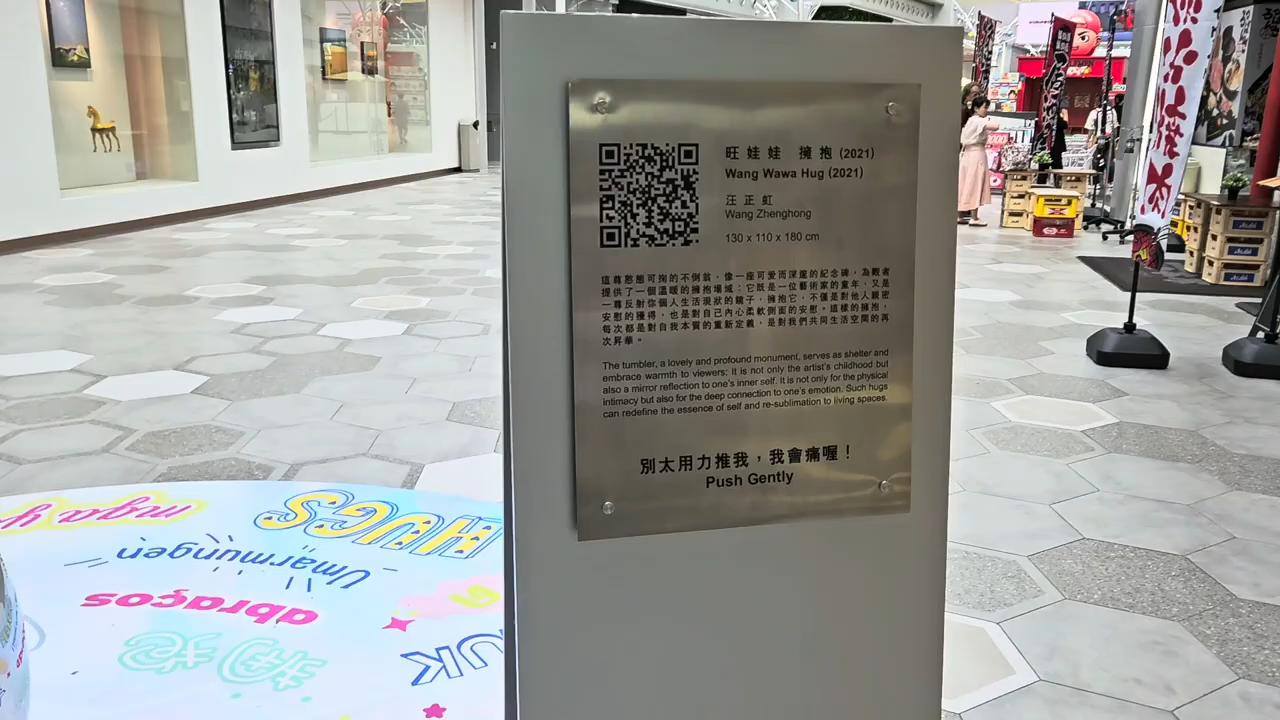 旺娃娃 擁抱 (2021)
Wang Wawa Hug (2021)
汪正虹
Wang Zhenghong
130 x 110 x 180 cm
這尊憨態可掬的不倒翁，像一座可愛而深邃的紀念碑，為觀者
提供了一個溫暖的擁抱場域：它既是一位藝術家的童年，又是
一尊反射你個人生活現狀的鏡子，擁抱它，不僅是對他人親密
安慰的獲得，也是對自己內心柔軟側面的安慰。這樣的擁抱，
每次都是對自我本質的重新定義，是對我們共同生活空間的再
次昇華。
The tumbler, a lovely and profound monument, serves as shelter and
embrace warmth to viewers: It is not only the artist's childhood but
also a mirror reflection to one's inner self. It is not only for the physical
intimacy but also for the deep connection to one's emotion. Such hugs
can redefine the essence of self and re-sublimation to living spaces.
別太用力推我，我會痛喔！
Push Gently
HUGS
mga y
Umarmungen
abraços
擁抱
UK